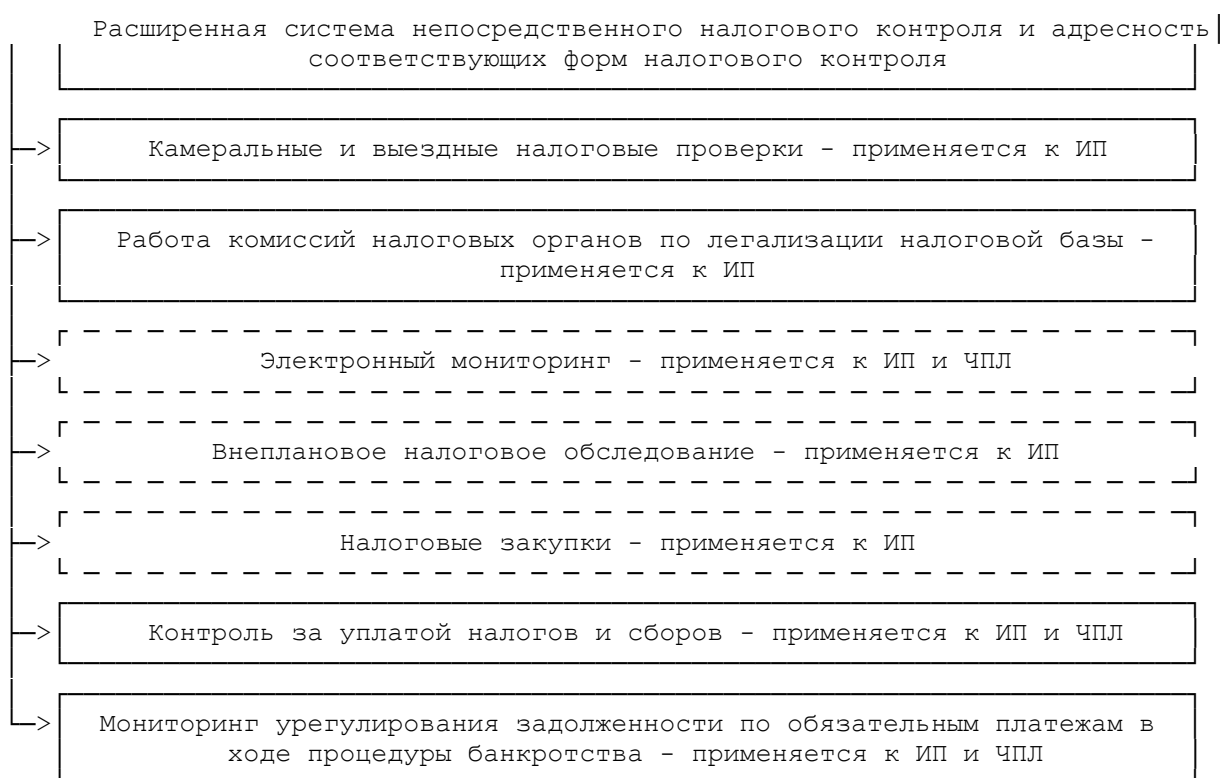 Расширенная система непосредственного налогового контроля и адресность
соответствующих форм налогового контроля
Камеральные и выездные налоговые проверки - применяется к ИП
Работа комиссий налоговых органов по легализации налоговой базы -
применяется к ИП
Электронный мониторинг - применяется к ИП и ЧПЛ
Внеплановое налоговое обследование - применяется к ИП
Налоговые закупки - применяется к ИП
Контроль за уплатой налогов и сборов - применяется к ИП и ЧПЛ
Мониторинг урегулирования задолженности по обязательным платежам в
ходе процедуры банкротства - применяется к ИП и ЧПЛ